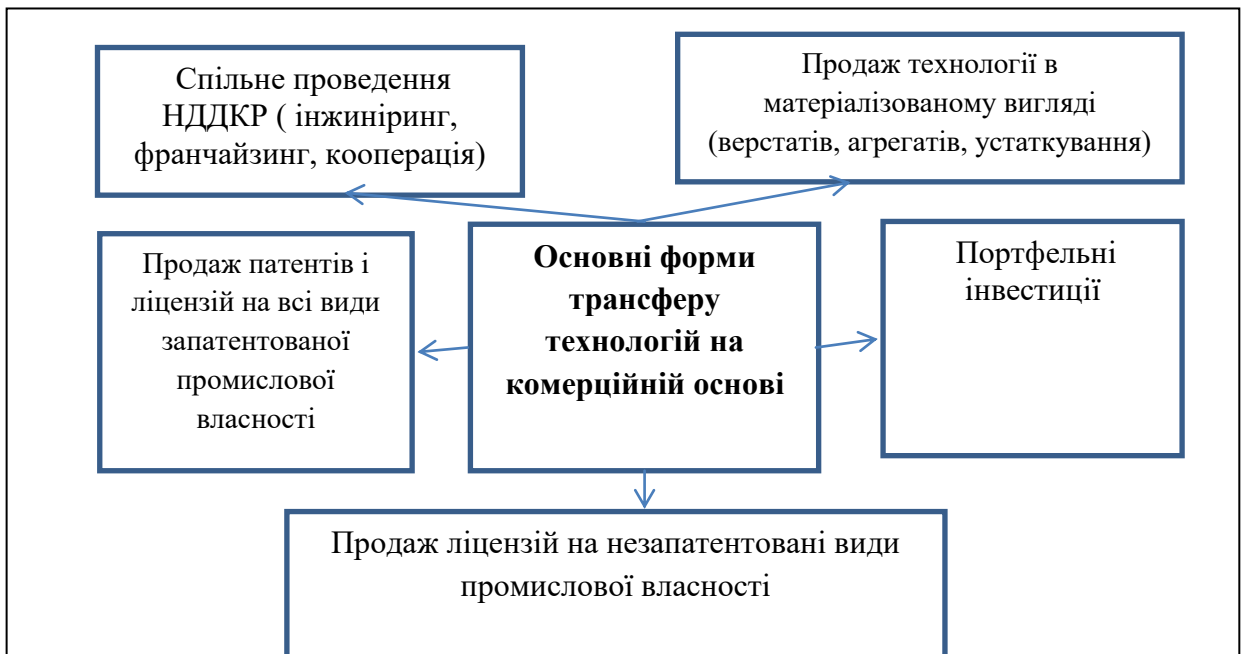 Спільне проведення
НДДКР ( інжиніринг,
франчайзинг, кооперація)
Продаж технології в
матеріалізованому вигляді
(верстатів, агрегатів, устаткування)
Продаж патентів і
ліцензій на всі види
запатентованої
промислової
власності
Основні форми
трансферу
технологій на
комерційній основі
Портфельні
інвестиції
Продаж ліцензій на незапатентовані види
промислової власності